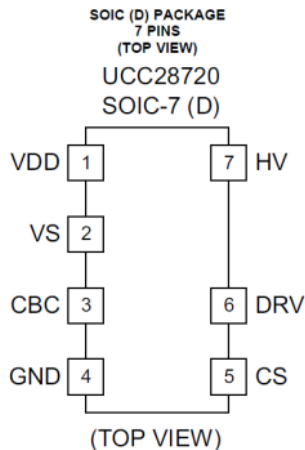 SOIC (D) PACKAGE
7 PINS
(TOP VIEW)
UCC28720
SOIC-7 (D)
VDD 1 7 HV
VS 2
CBC 3 6 DRV
GND 4 5 CS
(TOP VIEW)